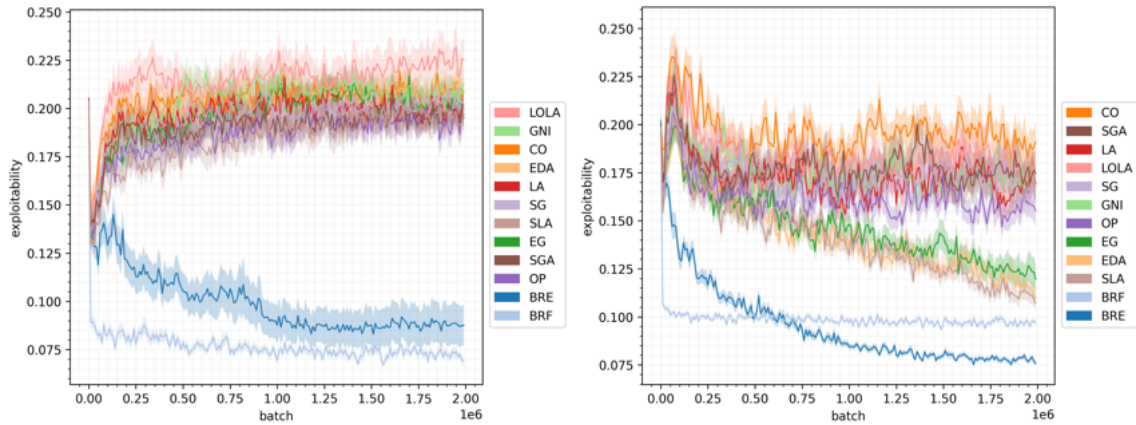 0.250
0.225
0.200
0.175
0.150
0.125
0.100
0.075
exploitability
0.00
0.25
0.50
0.75
1.00
1.25
1.50
1.75
2.00
batch
1e6
LOLA
GNI
CO
EDA
LA
SG
SLA
EG
SGA
OP
BRE
BRF
0.250
0.225
0.200
0.175
0.150
0.125
0.100
0.075
exploitability
0.00
0.25
0.50
0.75
1.00
1.25
1.50
1.75
2.00
batch
1e6
CO
SGA
LA
LOLA
SG
GNI
OP
EG
EDA
SLA
BRF
BRE